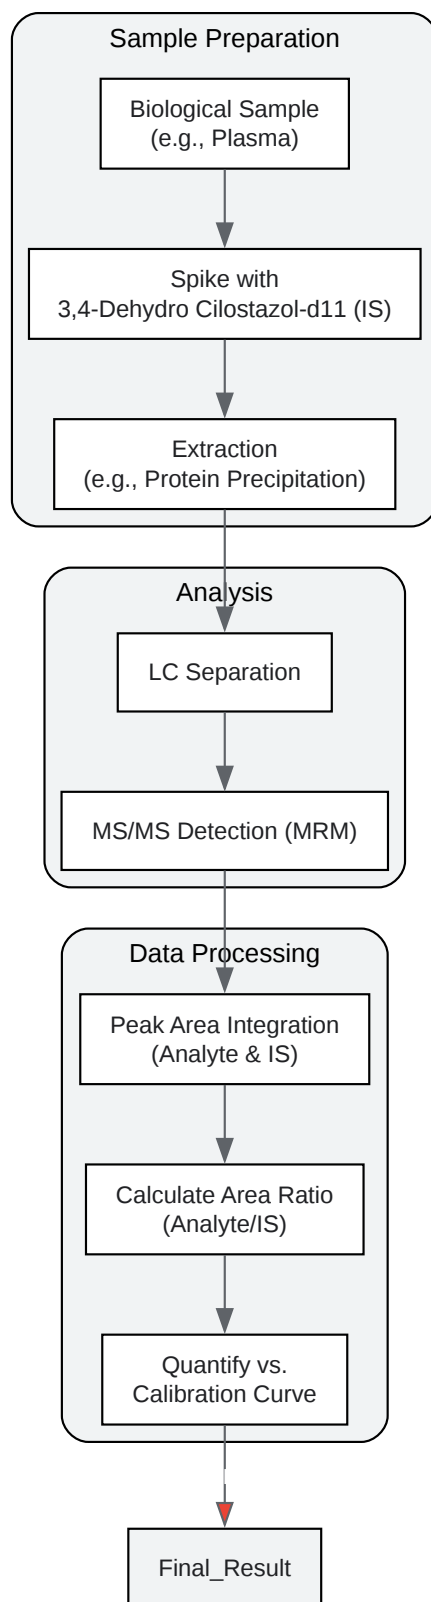 Sample Preparation
Biological Sample
(e.g., Plasma)
Spike with
3,4-Dehydro Cilostazol-d11 (IS)
Extraction
(e.g., Protein Precipitation)
Analysis
LC Separation
MS/MS Detection (MRM)
Data Processing
Peak Area Integration
(Analyte & IS)
Calculate Area Ratio
(Analyte/IS)
Quantify vs.
Calibration Curve
Final_Result